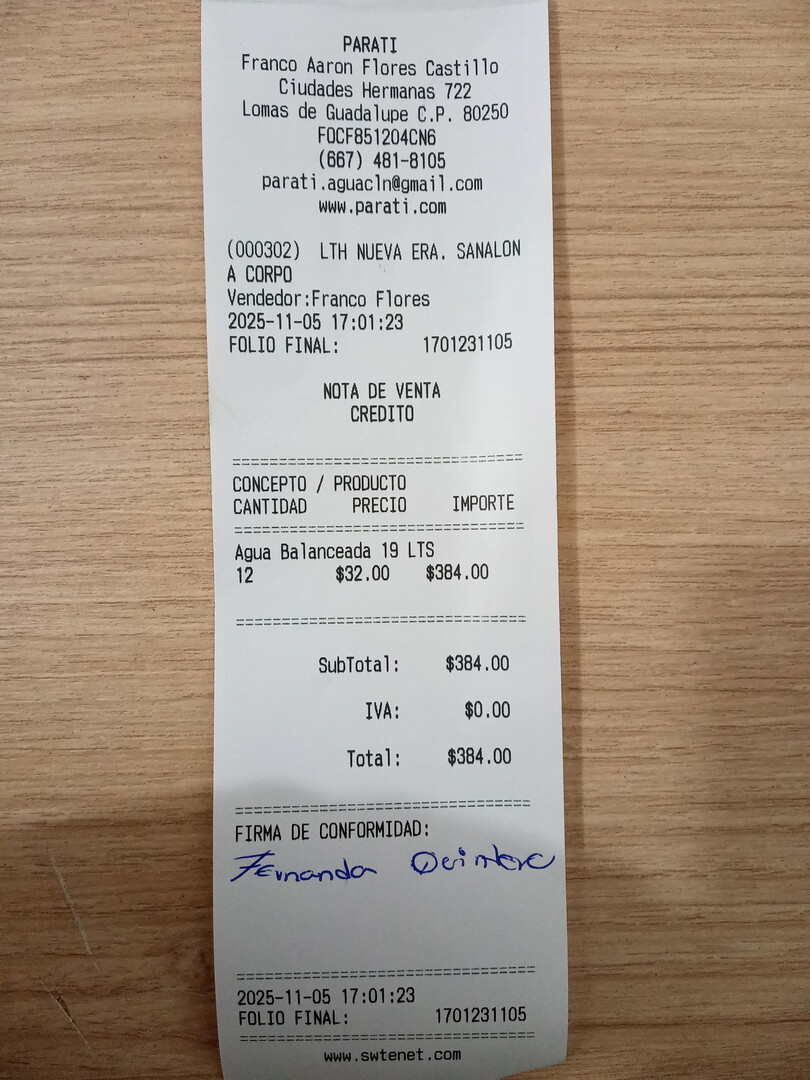 PARATI
Franco Aaron Flores Castillo
Ciudades Hermanas 722
Lomas de Guadalupe C.P. 80250
FOCF851204CN6
(667) 481-8105
parati.aguacln@gmail.com
www.parati.com
(000302) LTH NUEVA ERA. SANALON
A CORPO
Vendedor:Franco Flores
2025-11-05 17:01:23
FOLIO FINAL: 1701231105
NOTA DE VENTA
CREDITO
CONCEPTO / PRODUCTO
CANTIDAD PRECIO IMPORTE
Agua Balanceada 19 LTS
12 $32.00 $384.00
SubTotal: $384.00
IVA: $0.00
Total: $384.00
FIRMA DE CONFORMIDAD:
Fernanda
2025-11-05 17:01:23
FOLIO FINAL: 1701231105
www.swtenet.com